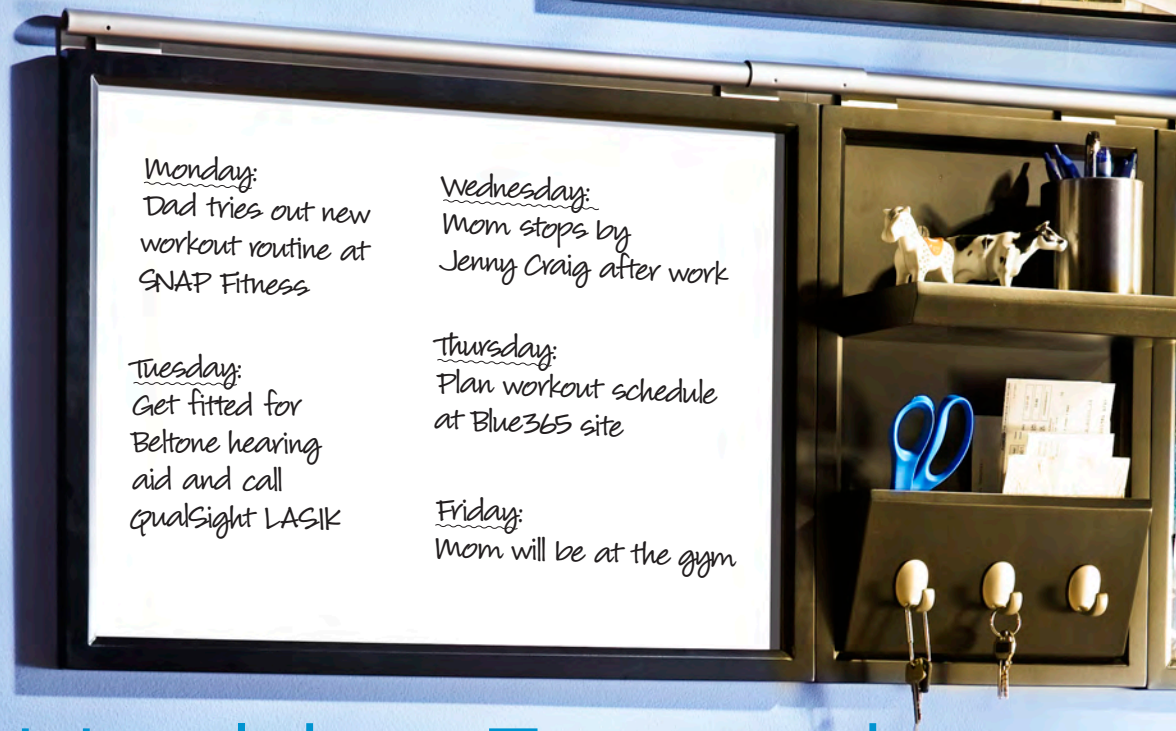 Monday:
Dad tries out new
workout routine at
SNAP Fitness
Tuesday:
Get fitted for
Beltone hearing
aid and call
QualSight LASIK
Wednesday:
Mom stops by
Jenny Craig after work
Thursday:
Plan workout schedule
at Blue365 site
Friday:
Mom will be at the gym